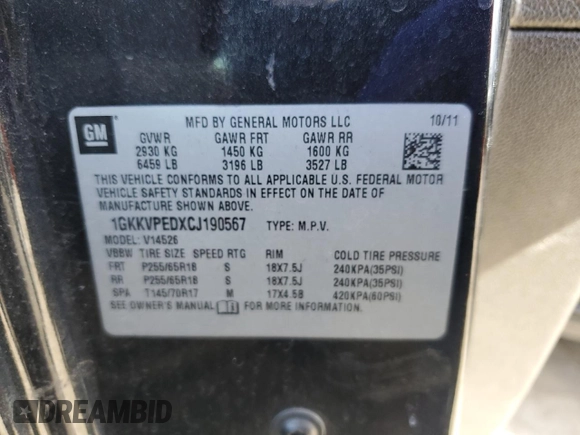 GM
MFD BY GENERAL MOTORS LLC 10/11
GVWR GAWR FRT GAWR RR
2930 KG 1450 KG 1600 KG
6459 LB 3196 LB 3527 LB
THIS VEHICLE CONFORMS TO ALL APPLICABLE U.S. FEDERAL MOTOR
VEHICLE SAFETY STANDARDS IN EFFECT ON THE DATE OF
MANUFACTURE SHOWN ABOVE.
1GKKVPEDXCJ190567 TYPE: M.P.V.
MODEL: V14526
VBBW TIRE SIZE SPEED RTG RIM COLD TIRE PRESSURE
FRT P255/65R18 S 18X7.5J 240KPA(35PSI)
RR P255/65R18 S 18X7.5J 240KPA(35PSI)
SPA T145/70R17 M 17X4.5B 420KPA(60PSI)
SEE OWNER'S MANUAL FOR MORE INFORMATION.
DREAMBID